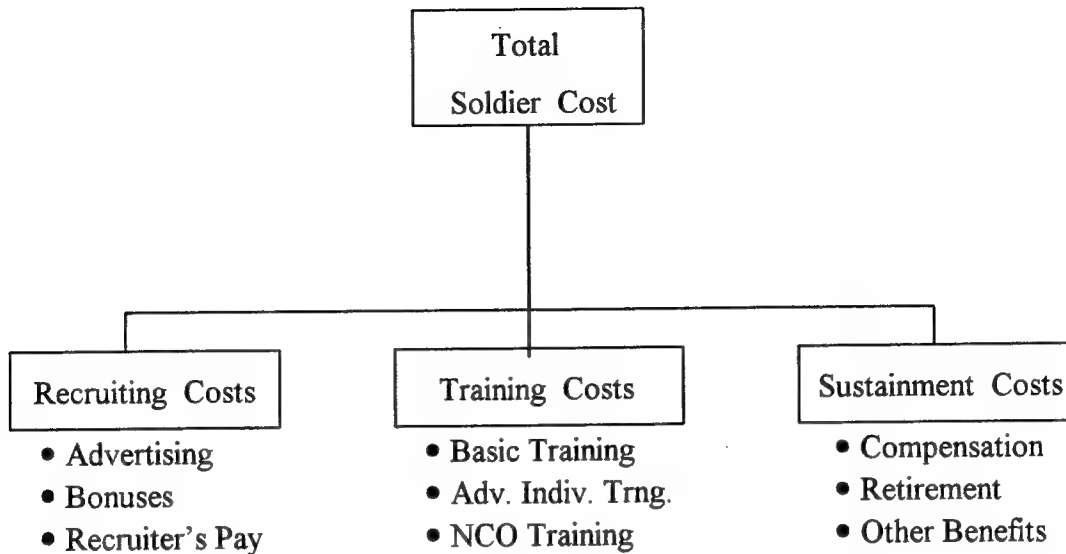 Total
Soldier Cost
Recruiting Costs
• Advertising
• Bonuses
• Recruiter's Pay
Training Costs
• Basic Training
• Adv. Indiv. Trng.
• NCO Training
Sustainment Costs
• Compensation
• Retirement
• Other Benefits